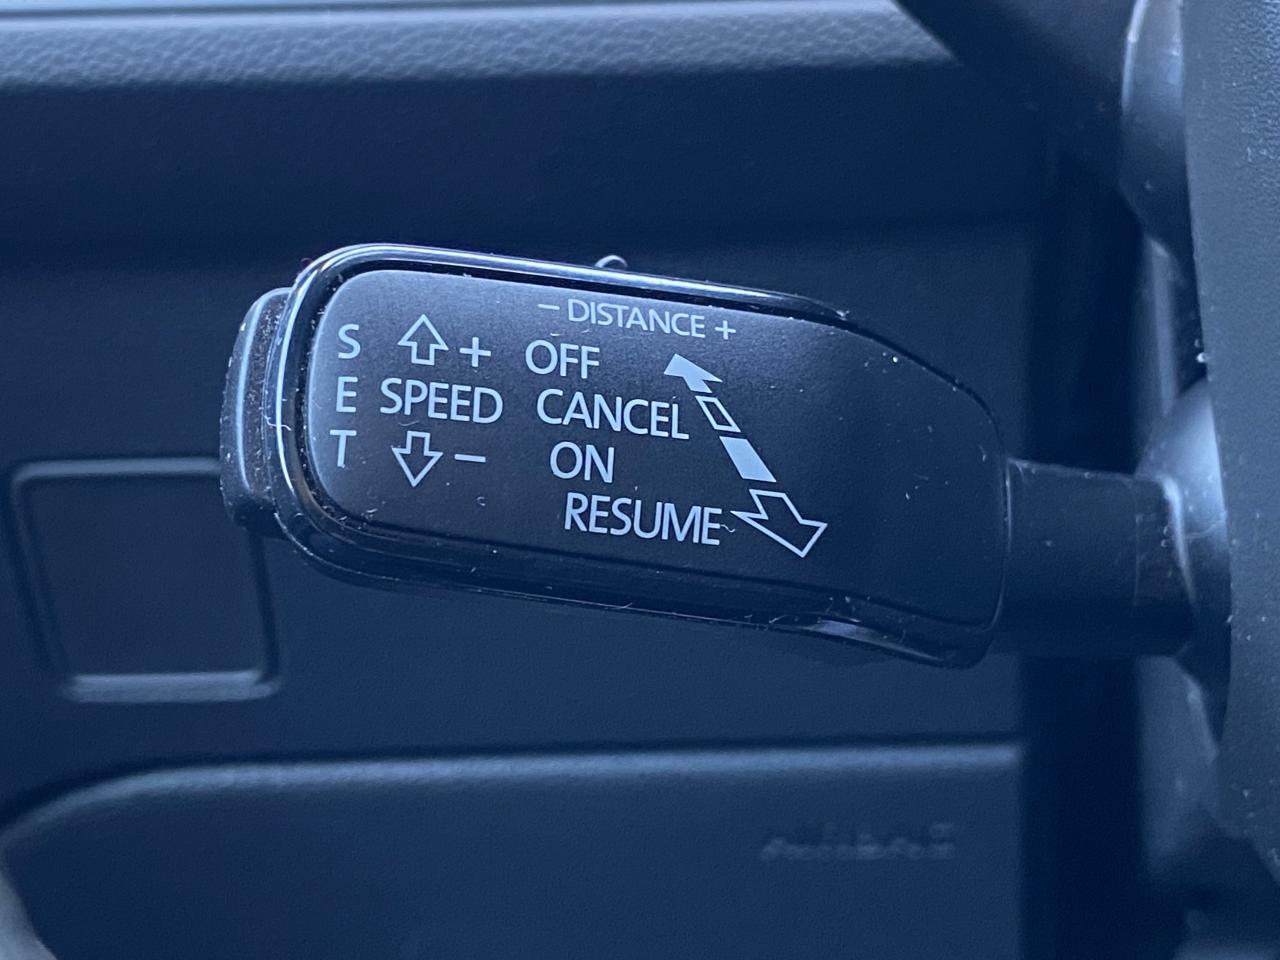 − DISTANCE +
S + OFF
E SPEED CANCEL
T − ON
RESUME